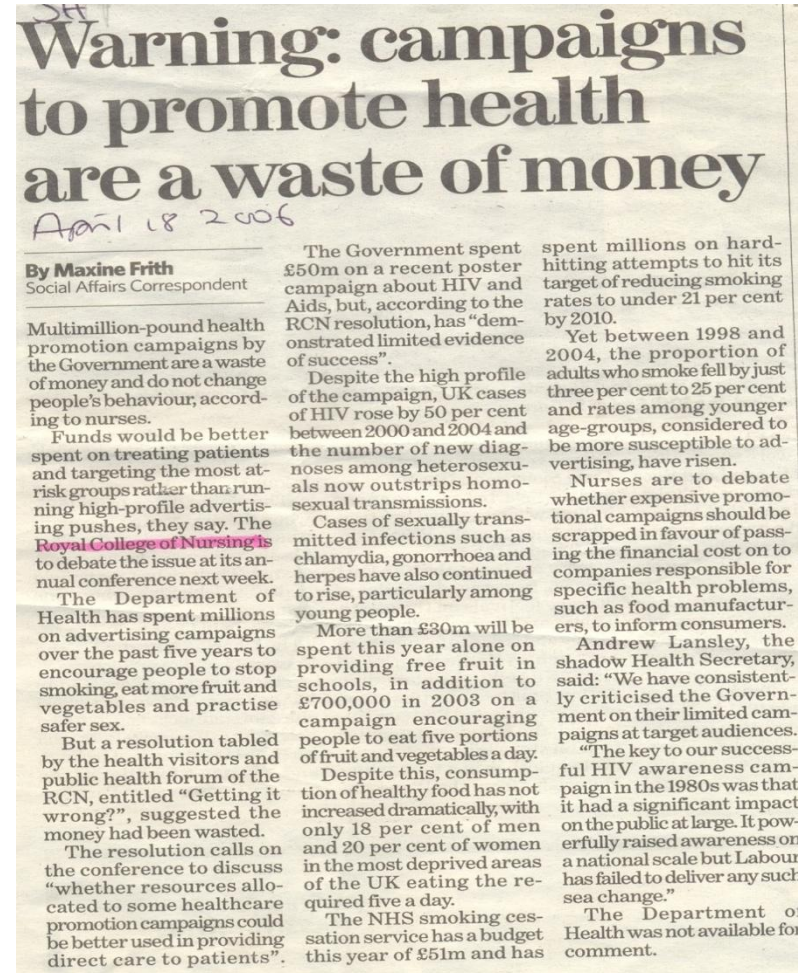 SH
Warning: campaigns
to promote health
are a waste of money
April 18 2006
By Maxine Frith
Social Affairs Correspondent
Multimillion-pound health
promotion campaigns by
the Government are a waste
of money and do not change
people's behaviour, accord-
ing to nurses.
Funds would be better
spent on treating patients
and targeting the most at-
risk groups rather than run-
ning high-profile advertis-
ing pushes, they say. The
Royal College of Nursing is
to debate the issue at its an-
nual conference next week.
The Department of
Health has spent millions
on advertising campaigns
over the past five years to
encourage people to stop
smoking, eat more fruit and
vegetables and practise
safer sex.
But a resolution tabled
by the health visitors and
public health forum of the
RCN, entitled "Getting it
wrong?", suggested the
money had been wasted.
The resolution calls on
the conference to discuss
"whether resources allo-
cated to some healthcare
promotion campaigns could
be better used in providing
direct care to patients".
The Government spent
£50m on a recent poster
campaign about HIV and
Aids, but, according to the
RCN resolution, has "dem-
onstrated limited evidence
of success".
Despite the high profile
of the campaign, UK cases
of HIV rose by 50 per cent
between 2000 and 2004 and
the number of new diag-
noses among heterosexu-
als now outstrips homo-
sexual transmissions.
Cases of sexually trans-
mitted infections such as
chlamydia, gonorrhoea and
herpes have also continued
to rise, particularly among
young people.
More than £30m will be
spent this year alone on
providing free fruit in
schools, in addition to
£700,000 in 2003 on a
campaign encouraging
people to eat five portions
of fruit and vegetables a day.
Despite this, consump-
tion of healthy food has not
increased dramatically, with
only 18 per cent of men
and 20 per cent of women
in the most deprived areas
of the UK eating the re-
quired five a day.
The NHS smoking ces-
sation service has a budget
this year of £51m and has
spent millions on hard-
hitting attempts to hit its
target of reducing smoking
rates to under 21 per cent
by 2010.
Yet between 1998 and
2004, the proportion of
adults who smoke fell by just
three per cent to 25 per cent
and rates among younger
age-groups, considered to
be more susceptible to ad-
vertising, have risen.
Nurses are to debate
whether expensive promo-
tional campaigns should be
scrapped in favour of pass-
ing the financial cost on to
companies responsible for
specific health problems,
such as food manufactur-
ers, to inform consumers.
Andrew Lansley, the
shadow Health Secretary,
said: "We have consistent-
ly criticised the Govern-
ment on their limited cam-
paigns at target audiences.
"The key to our success-
ful HIV awareness cam-
paign in the 1980s was that
it had a significant impact
on the public at large. It pow-
erfully raised awareness on
a national scale but Labour
has failed to deliver any such
sea change."
The Department of
Health was not available for
comment.